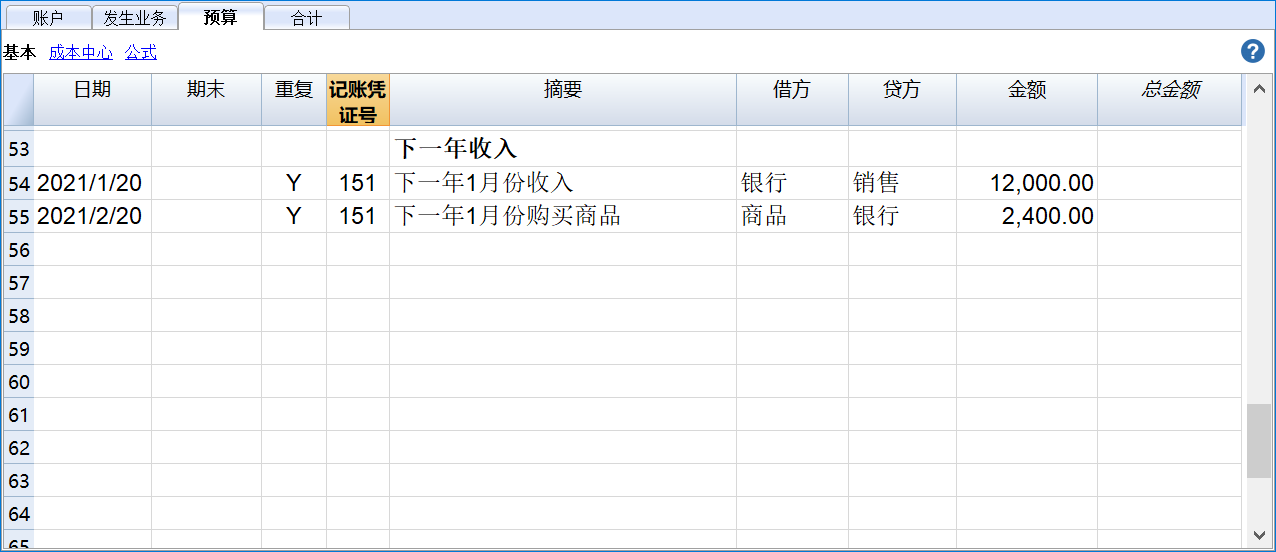 账户 发生业务 预算 合计
基本 成本中心 公式 ?
日期 期末 重复 记账凭证号 摘要 借方 贷方 金额 总金额
53 下一年收入
54 2021/1/20 Y 151 下一年1月份收入 银行 销售 12,000.00
55 2021/2/20 Y 151 下一年1月份购买商品 商品 银行 2,400.00
56
57
58
59
60
61
62
63
64
65